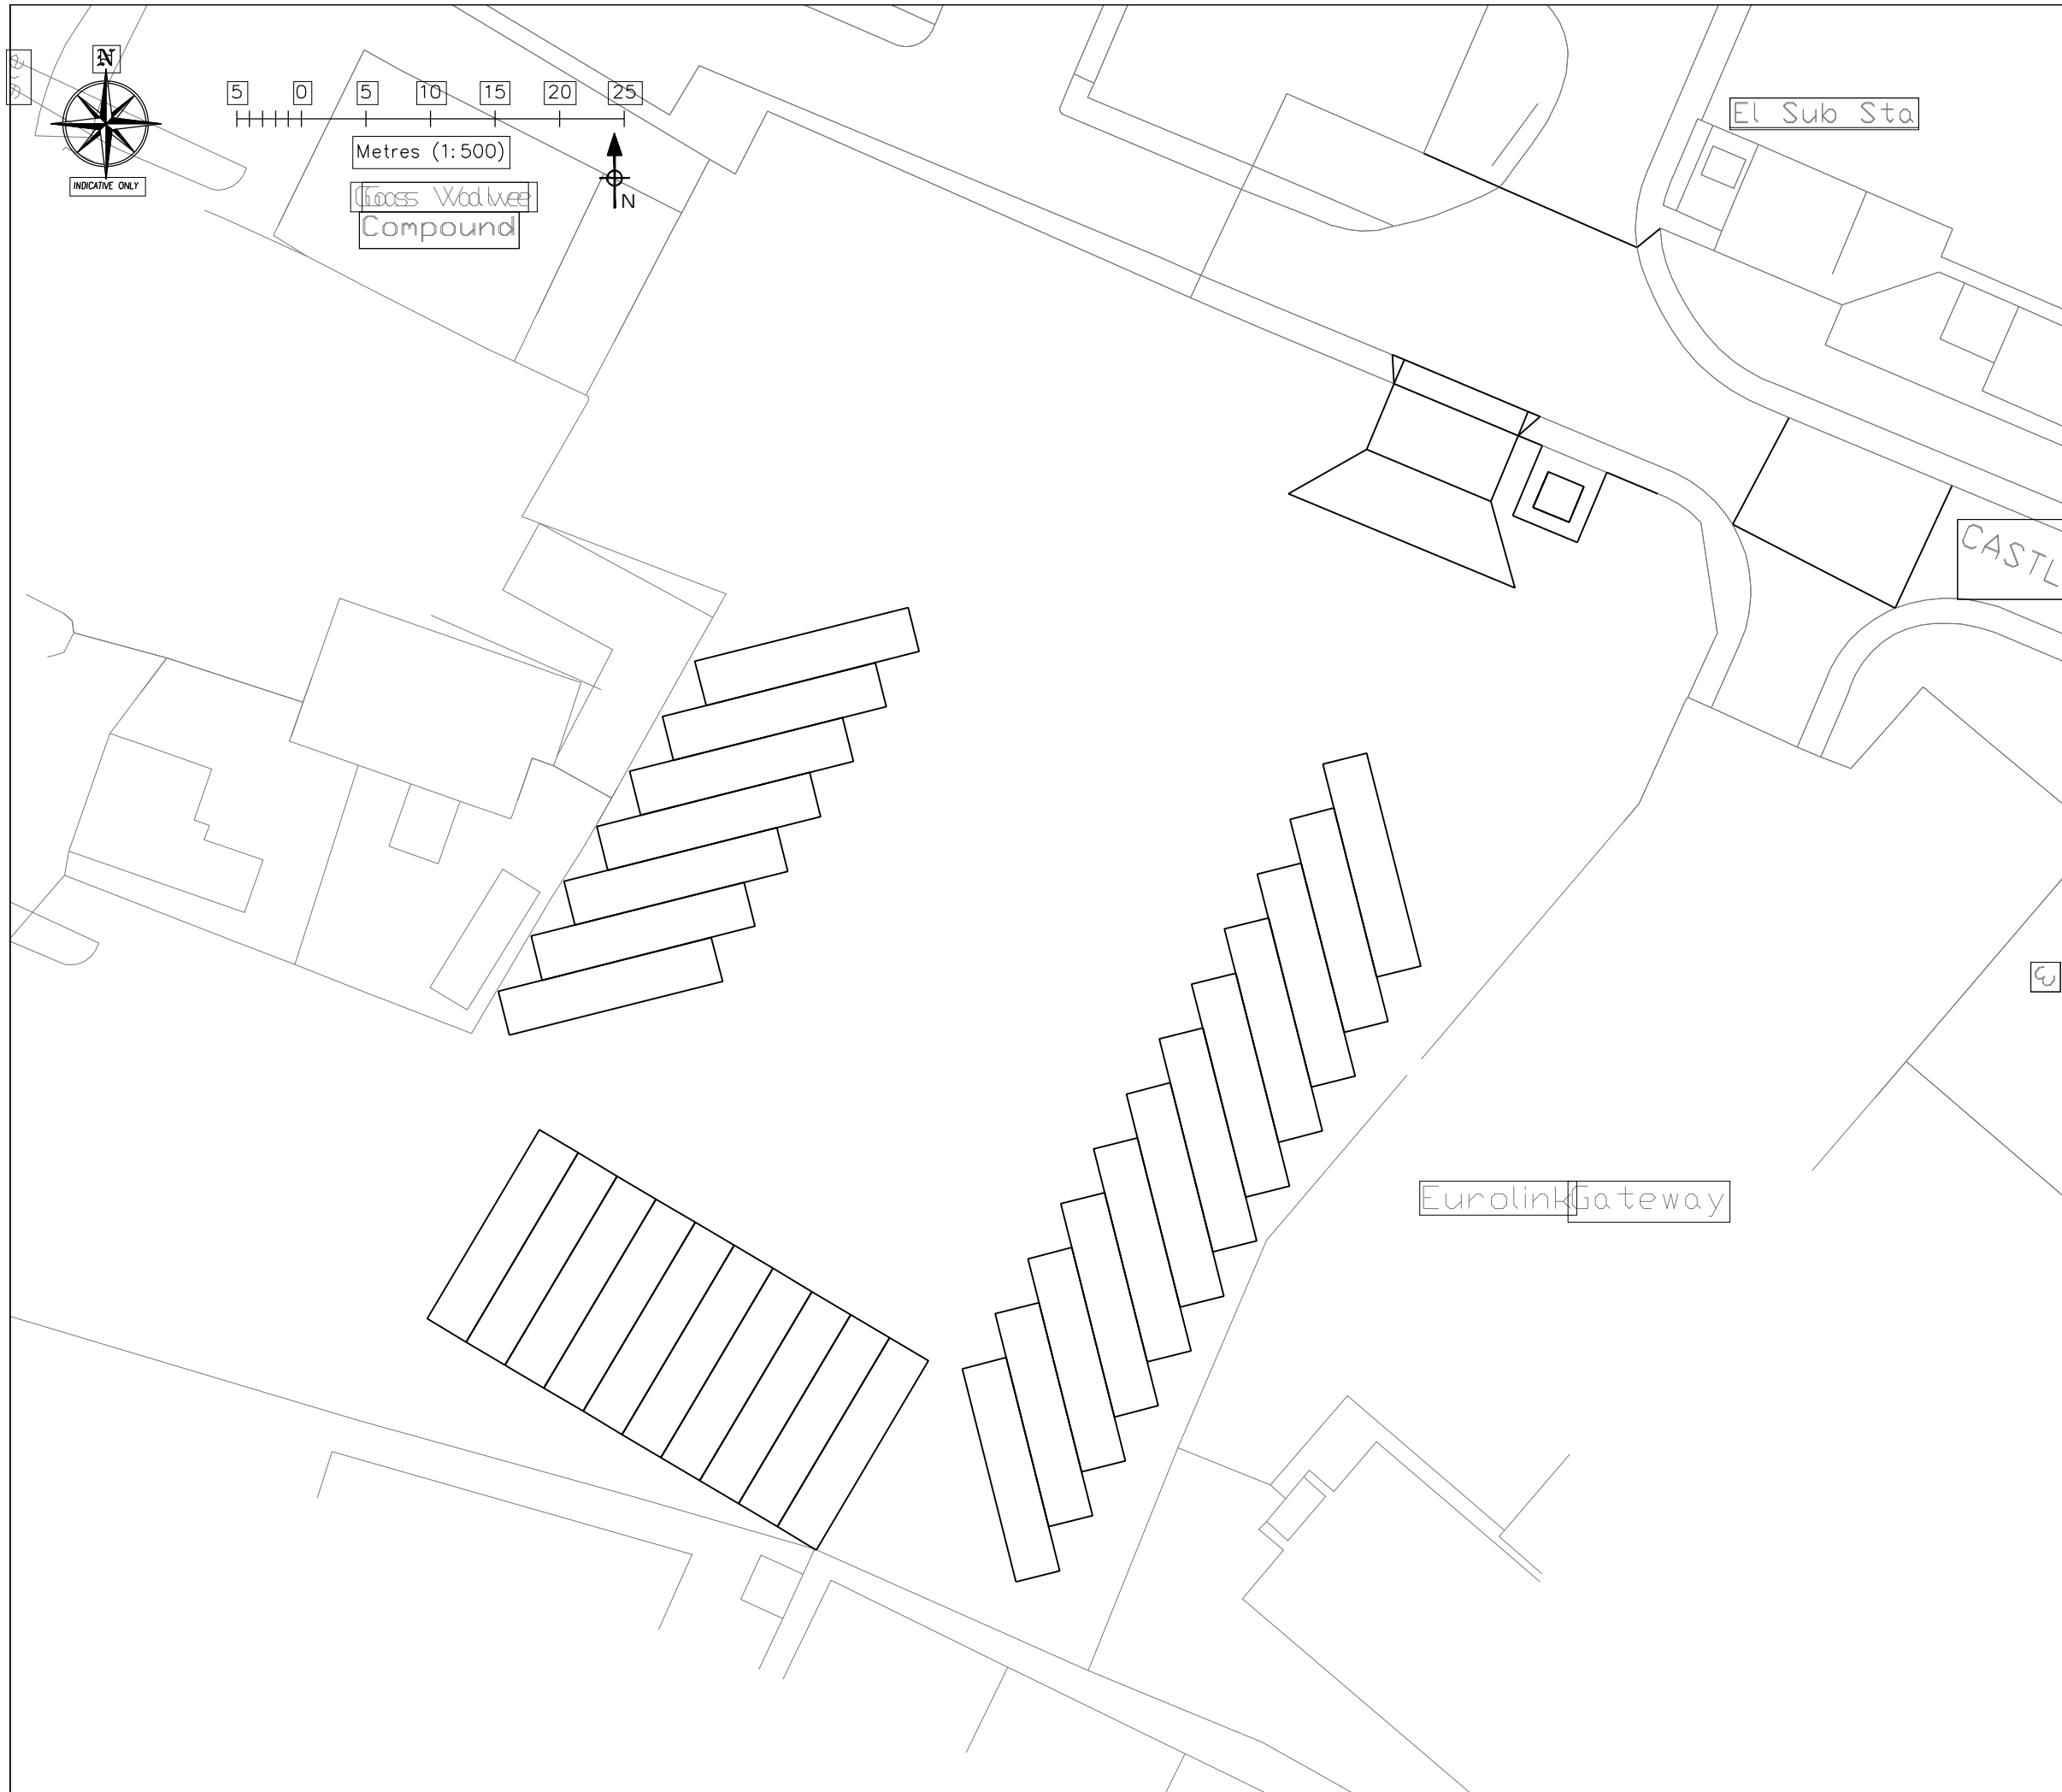 N
5 0 5 10 15 20 25
Metres (1:500)
INDICATIVE ONLY
N
Compound
El Sub Sta
CASTL
Eurolink Gateway